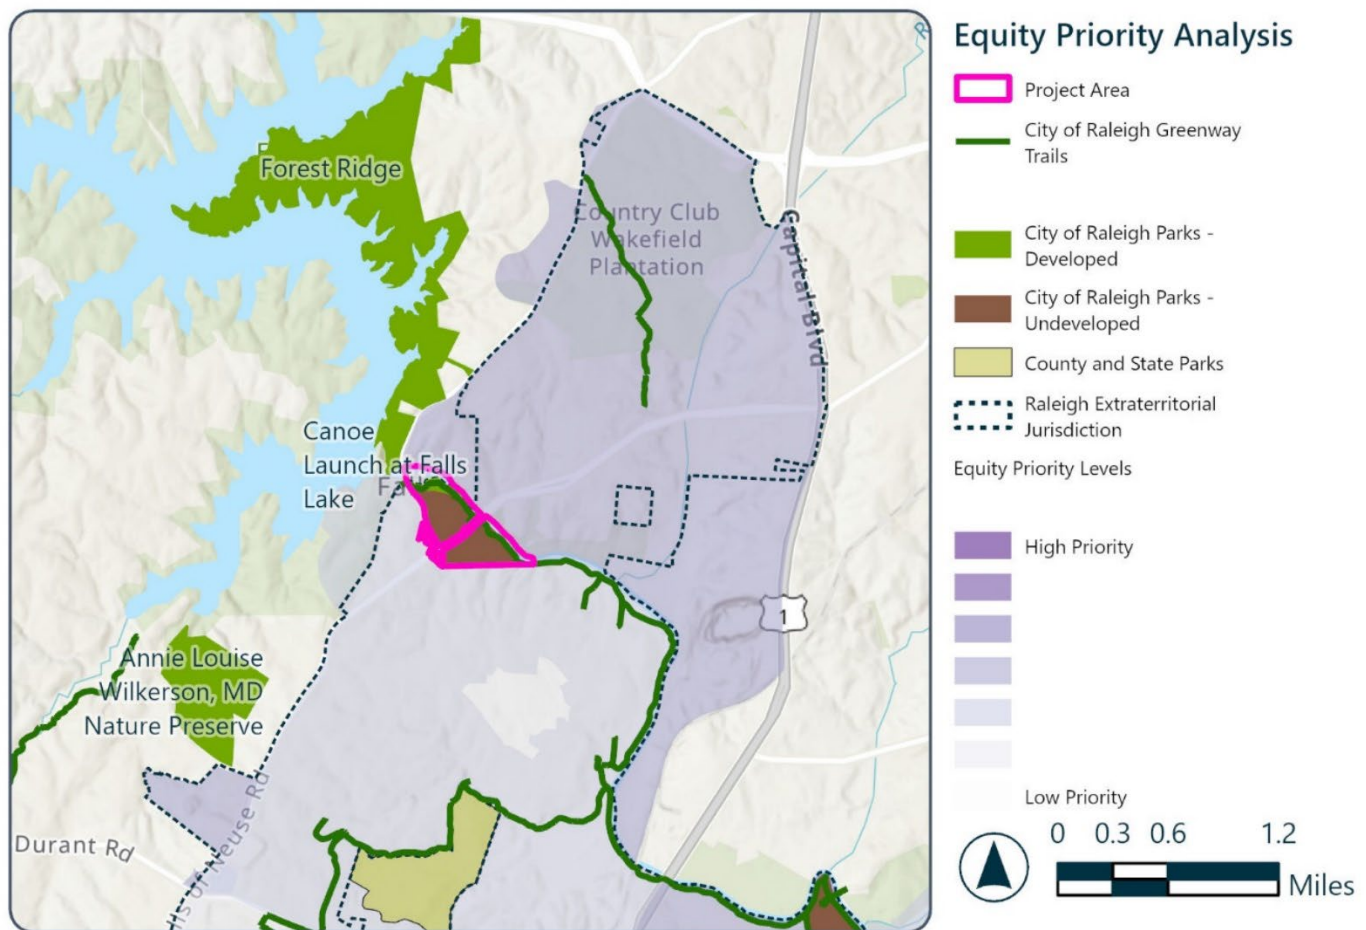 Equity Priority Analysis
Project Area
City of Raleigh Greenway
Trails
City of Raleigh Parks -
Developed
City of Raleigh Parks -
Undeveloped
County and State Parks
Raleigh Extraterritorial
Jurisdiction
Equity Priority Levels
High Priority
Low Priority
0 0.3 0.6 1.2
Miles
Forest Ridge
Country Club
Wakefield
Plantation
Capital Blvd
Canoe
Launch at Falls
Lake
1
Annie Louise
Wilkerson, MD
Nature Preserve
Durant Rd
of Neuse Rd